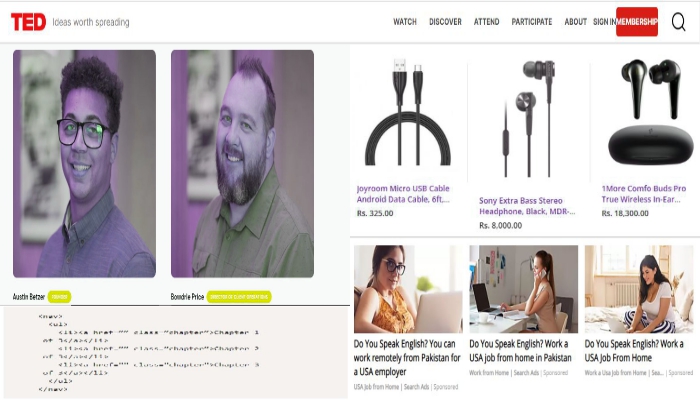 TED Ideas worth spreading
WATCH DISCOVER ATTEND PARTICIPATE ABOUT SIGN IN MEMBERSHIP
Austin Betzer
Bowdrie Price DIRECTOR OF CLIENT OPERATIONS
<nav>
<ul>
<li><a href="" class="chapter">Chapter 1
of 3</a></li>
<li><a href="" class="chapter">Chapter 2
of 3</a></li>
<li><a href="" class="chapter">Chapter 3
of 3</a></li>
</ul>
</nav>
Joyroom Micro USB Cable
Android Data Cable, 6ft,...
Rs. 325.00
Sony Extra Bass Stereo
Headphone, Black, MDR-...
Rs. 8,000.00
1More Comfo Buds Pro
True Wireless In-Ear...
Rs. 18,300.00
Do You Speak English? You can
work remotely from Pakistan for
a USA employer
USA Job from Home | Search Ads | Sponsored
Do You Speak English? Work a
USA job from home in Pakistan
Work from Home | Search Ads | Sponsored
Do You Speak English? Work a
USA Job From Home
Work a Usa Job from Home | Sea... | Sponsored